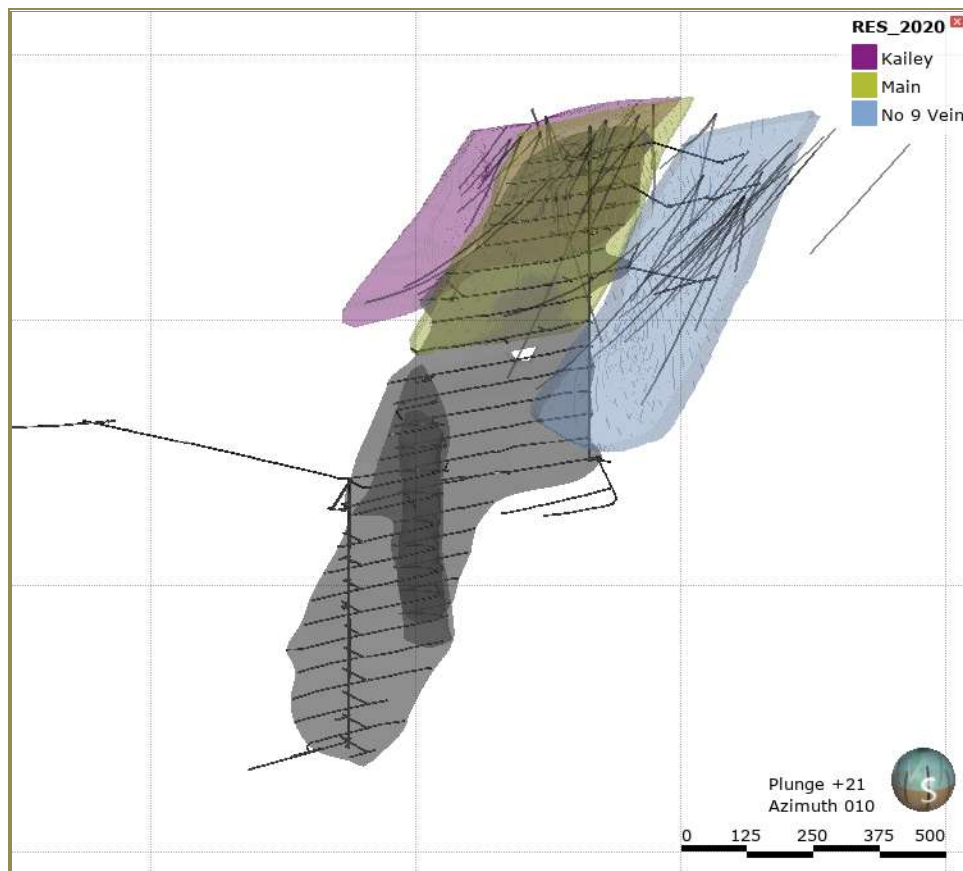 RES_2020
Kailey
Main
No 9 Vein
S
Plunge +21
Azimuth 010
0 125 250 375 500